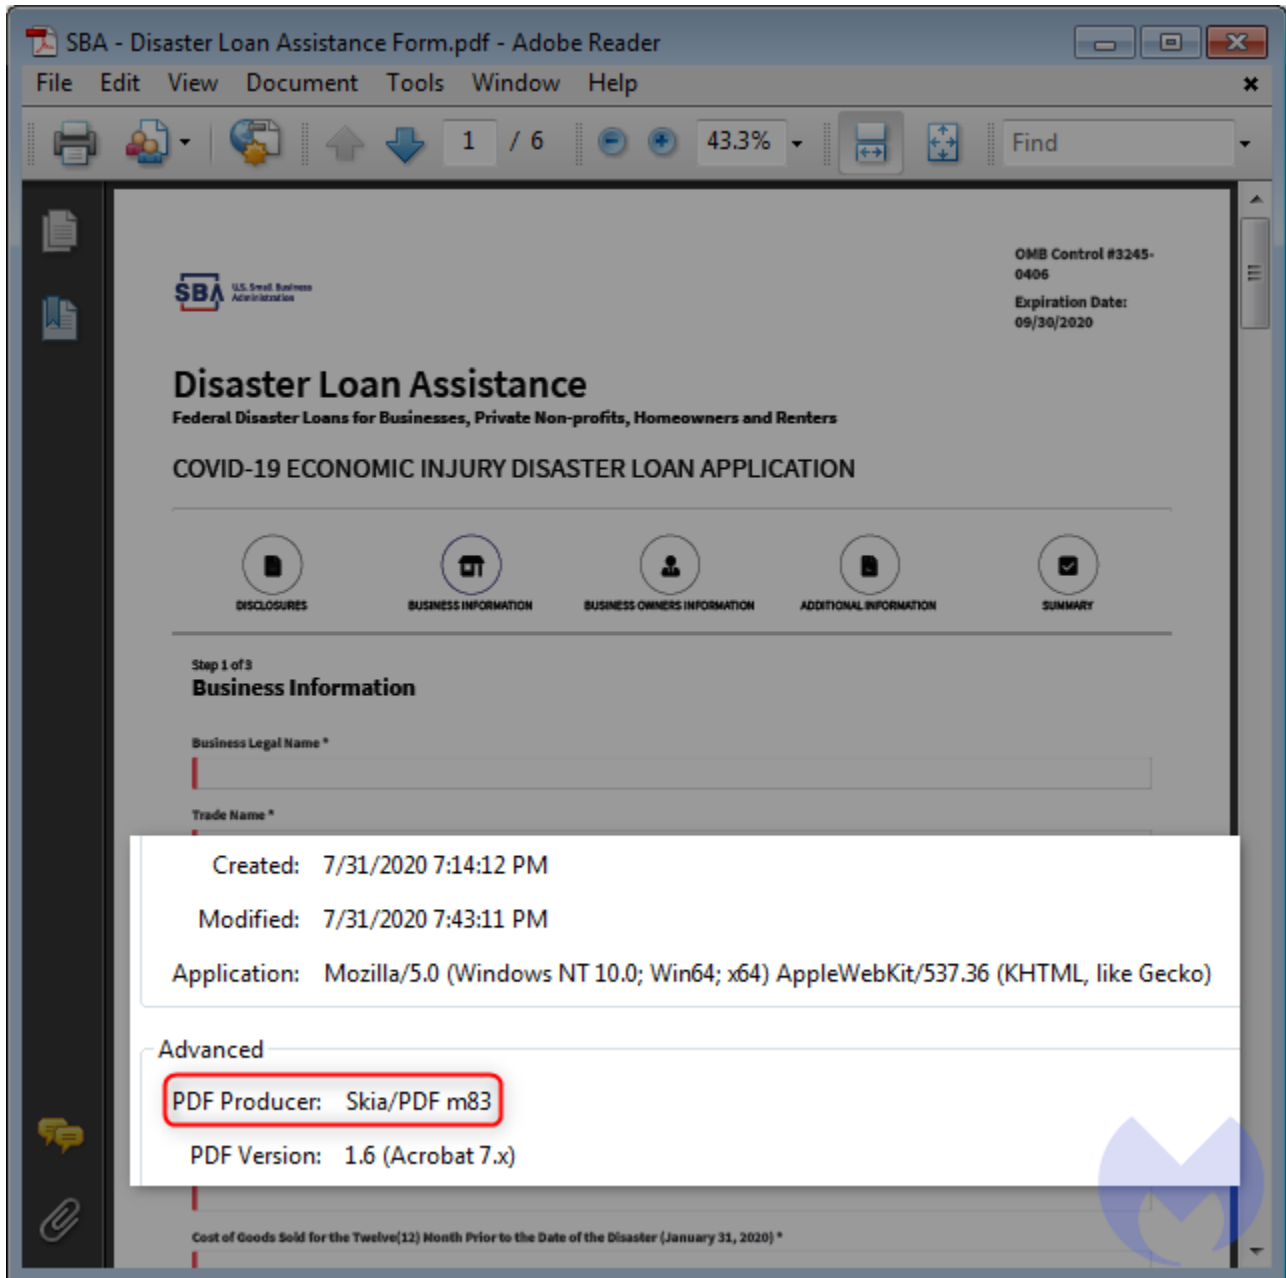 SBA - Disaster Loan Assistance Form.pdf - Adobe Reader
File Edit View Document Tools Window Help
1 / 6 43.3% Find
OMB Control #3245-
0406
Expiration Date:
09/30/2020
SBA U.S. Small Business
Administration
Disaster Loan Assistance
Federal Disaster Loans for Businesses, Private Non-profits, Homeowners and Renters
COVID-19 ECONOMIC INJURY DISASTER LOAN APPLICATION
DISCLOSURES BUSINESS INFORMATION BUSINESS OWNERS INFORMATION ADDITIONAL INFORMATION SUMMARY
Step 1 of 3
Business Information
Business Legal Name *
Trade Name *
Created: 7/31/2020 7:14:12 PM
Modified: 7/31/2020 7:43:11 PM
Application: Mozilla/5.0 (Windows NT 10.0; Win64; x64) AppleWebKit/537.36 (KHTML, like Gecko)
Advanced
PDF Producer: Skia/PDF m83
PDF Version: 1.6 (Acrobat 7.x)
Cost of Goods Sold for the Twelve(12) Month Prior to the Date of the Disaster (January 31, 2020) *